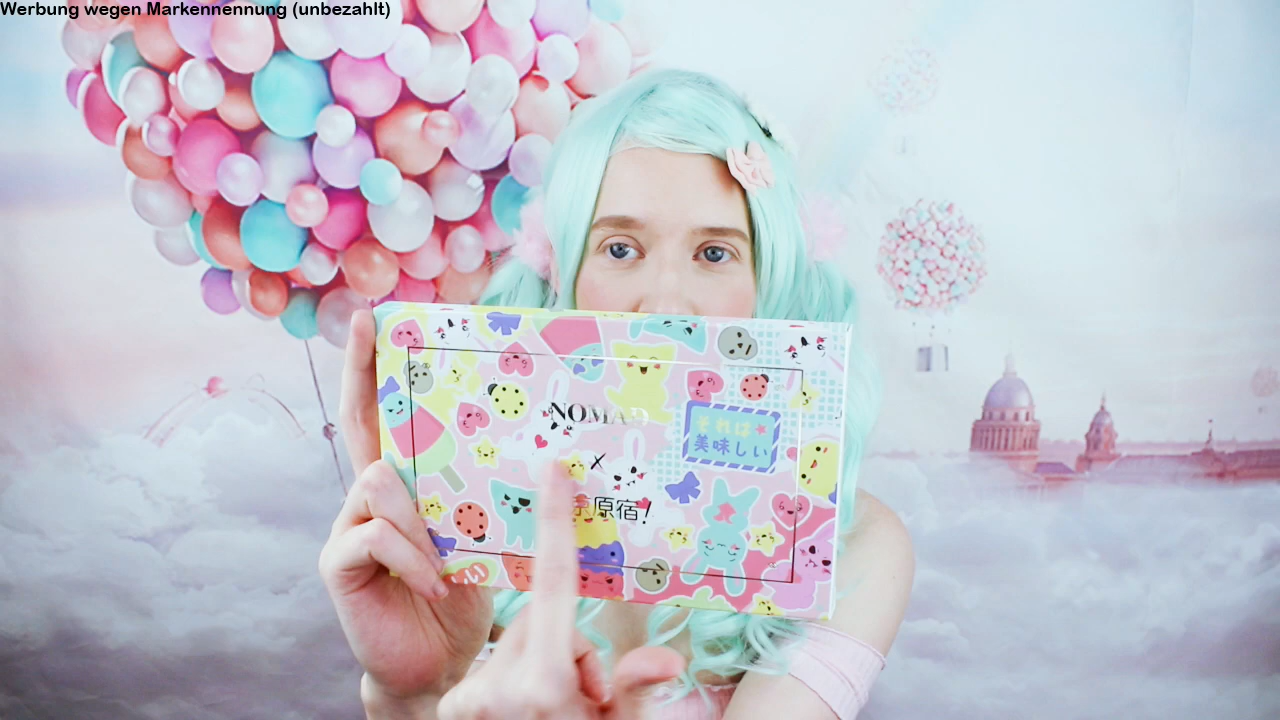 Werbung wegen Markennennung (unbezahlt)
NOMAD
それは
美味しい
x
原宿!